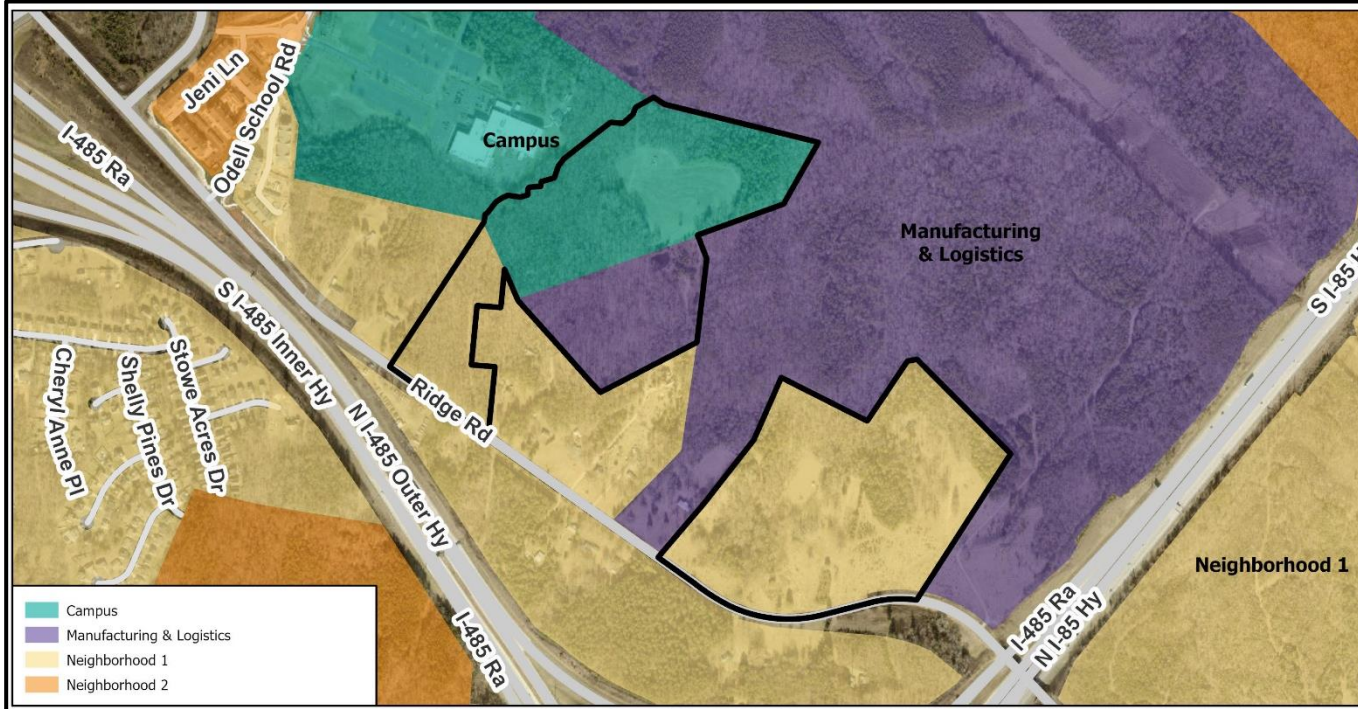 Jeni Ln
Odell School Rd
I-485 Ra
Campus
Manufacturing
& Logistics
S I-85 H
S I-485 Inner Hy
N I-485 Outer Hy
Ridge Rd
Cheryl Anne Pl
Shelly Pines Dr
Stowe Acres Dr
Neighborhood 1
I-485 Ra
I-485 Ra
N I-85 Hy
Campus
Manufacturing & Logistics
Neighborhood 1
Neighborhood 2